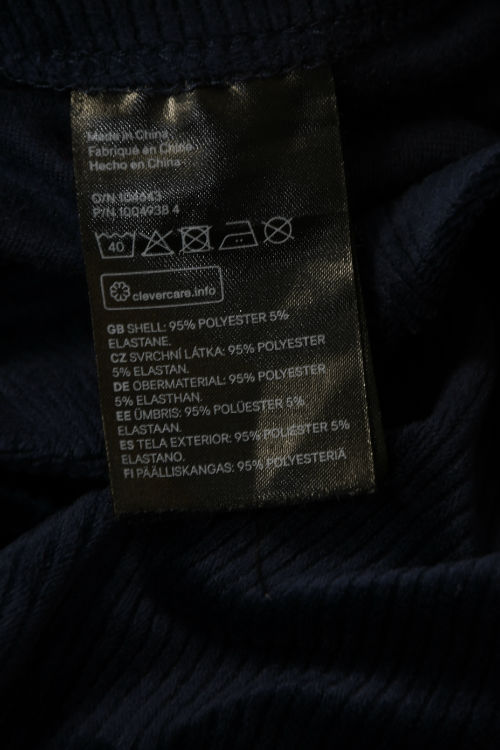 Made in China
Fabriqué en Chine
Hecho en China
O/N 104643
P/N 1004938 4
40
clevercare.info
GB SHELL: 95% POLYESTER 5%
ELASTANE.
CZ SVRCHNÍ LÁTKA: 95% POLYESTER
5% ELASTAN.
DE OBERMATERIAL: 95% POLYESTER
5% ELASTHAN.
EE ÜMBRIS: 95% POLÜESTER 5%
ELASTAAN.
ES TELA EXTERIOR: 95% POLIÉSTER 5%
ELASTANO.
FI PÄÄLLISKANGAS: 95% POLYESTERIÄ